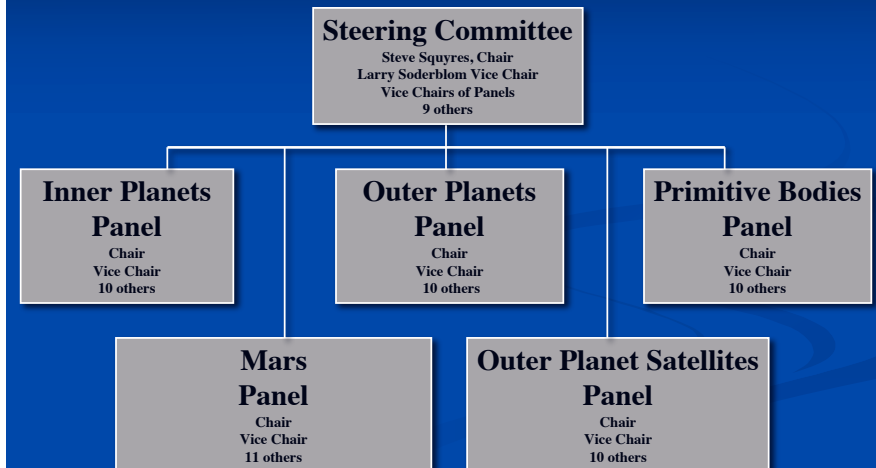 Steering Committee
Steve Squyres, Chair
Larry Soderblom Vice Chair
Vice Chairs of Panels
9 others
Inner Planets
Panel
Chair
Vice Chair
10 others
Outer Planets
Panel
Chair
Vice Chair
10 others
Primitive Bodies
Panel
Chair
Vice Chair
10 others
Mars
Panel
Chair
Vice Chair
11 others
Outer Planet Satellites
Panel
Chair
Vice Chair
10 others